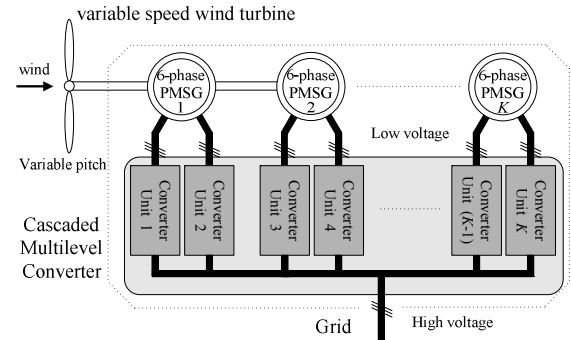 variable speed wind turbine
wind
Variable pitch
6-phase
PMSG
1
6-phase
PMSG
2
6-phase
PMSG
K
Low voltage
Converter
Unit 1
Converter
Unit 2
Converter
Unit 3
Converter
Unit 4
Converter
Unit (K-1)
Converter
Unit K
Cascaded
Multilevel
Converter
Grid
High voltage